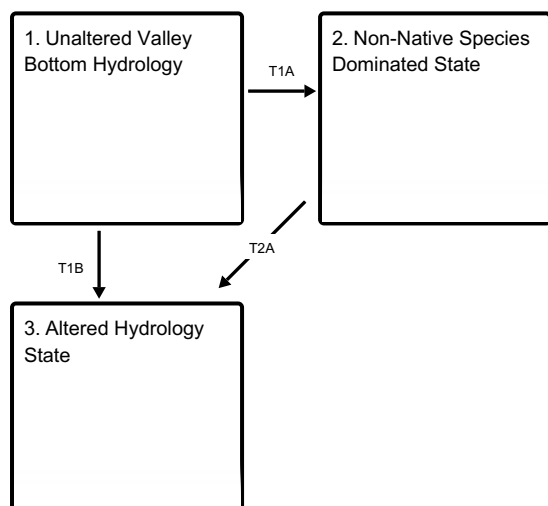 1. Unaltered Valley
Bottom Hydrology
T1A
2. Non-Native Species
Dominated State
T1B
T2A
3. Altered Hydrology
State